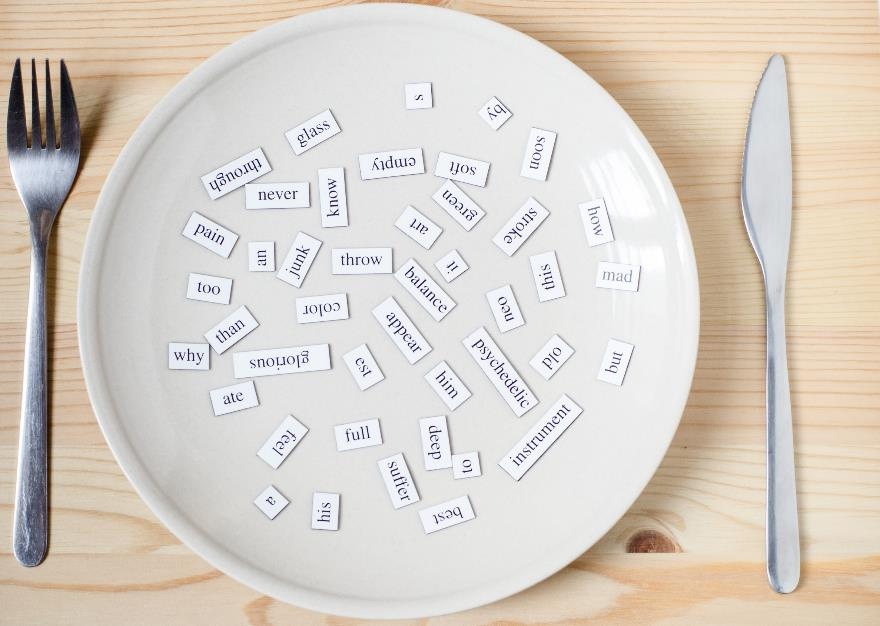 s
by
glass
soon
through
empty
soft
never
know
green
stroke
how
art
pain
an
junk
throw
it
this
mad
balance
too
color
neo
than
appear
why
glorious
est
psychedelic
old
but
ate
him
feel
full
deep
to
instrument
suffer
a
his
best